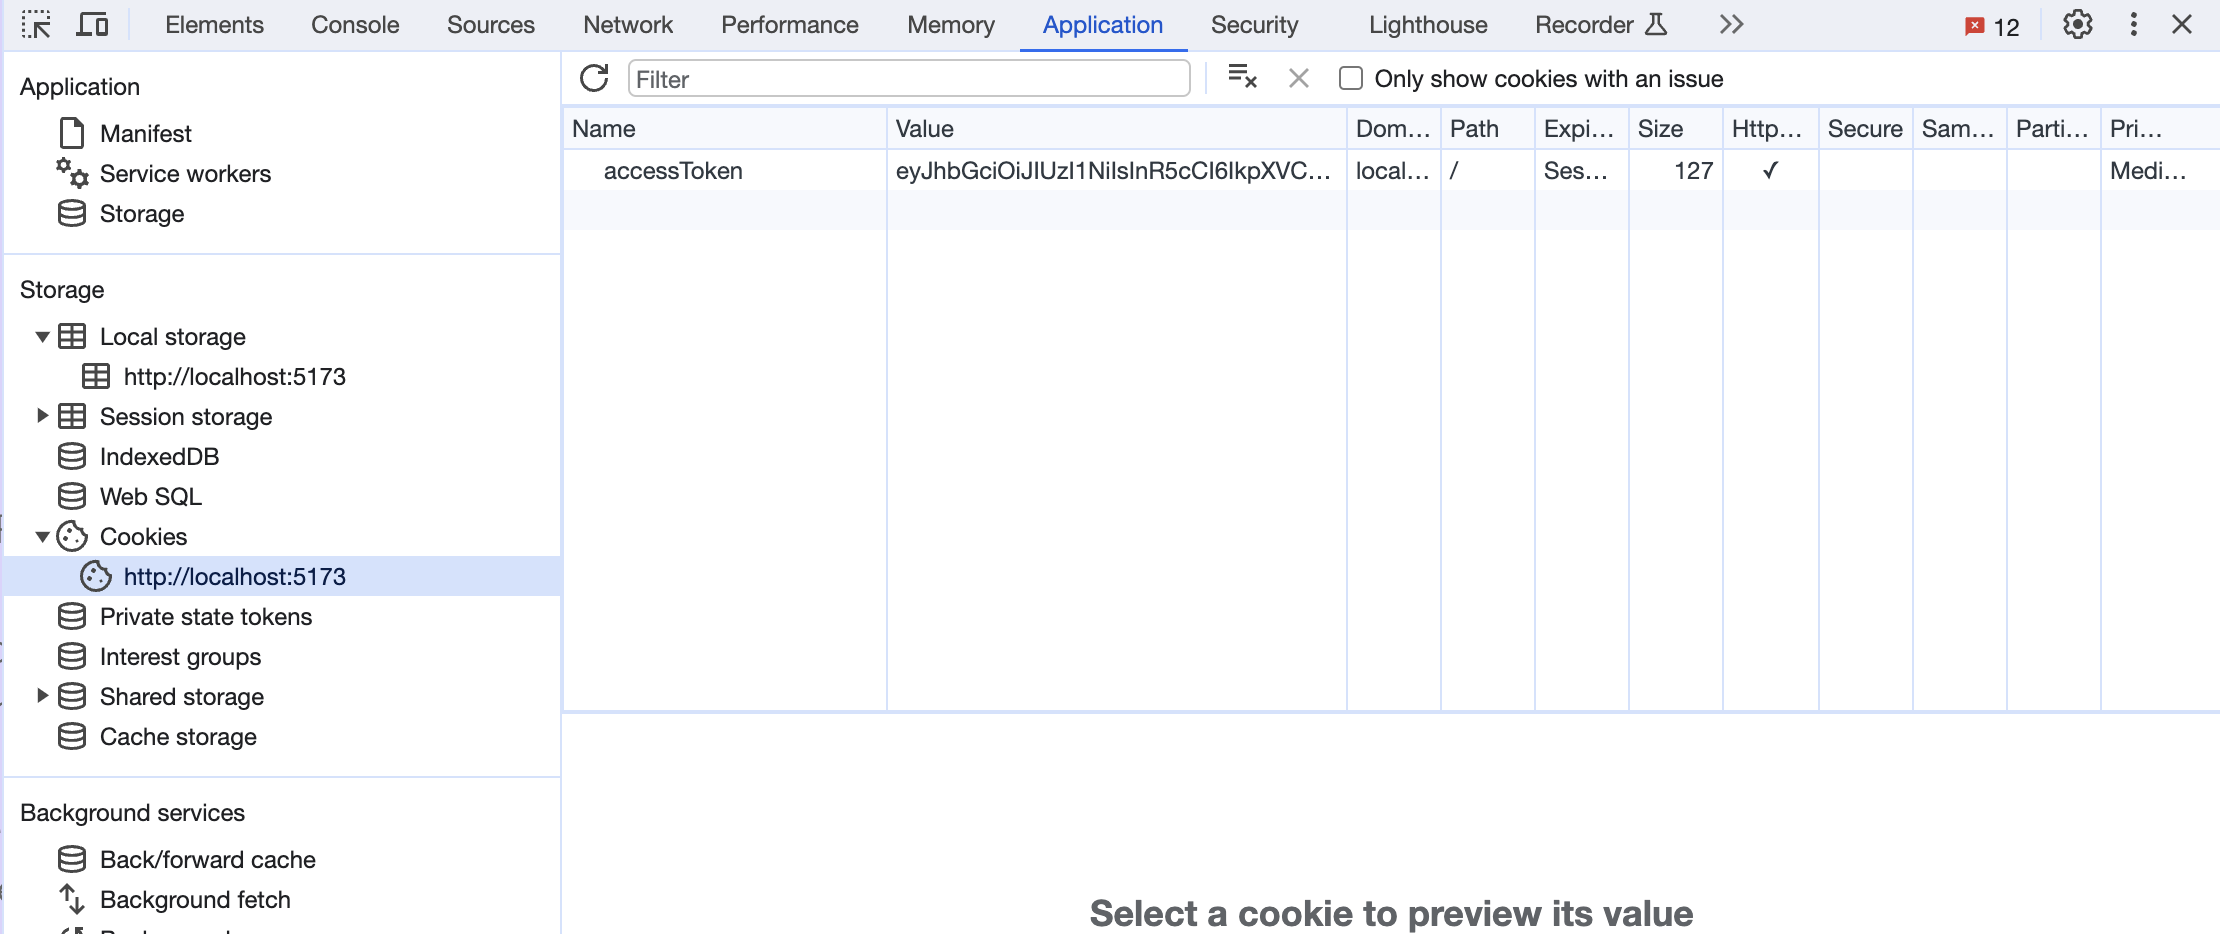 Elements Console Sources Network Performance Memory Application Security Lighthouse Recorder 12
Application
Manifest
Service workers
Storage
Storage
Local storage
http://localhost:5173
Session storage
IndexedDB
Web SQL
Cookies
http://localhost:5173
Private state tokens
Interest groups
Shared storage
Cache storage
Background services
Back/forward cache
Background fetch
Filter Only show cookies with an issue
Name Value Dom... Path Expi... Size Http... Secure Sam... Parti... Pri...
accessToken eyJhbGciOiJIUzI1NiIsInR5cCI6IkpXVC... local... / Ses... 127 ✓ Medi...
Select a cookie to preview its value